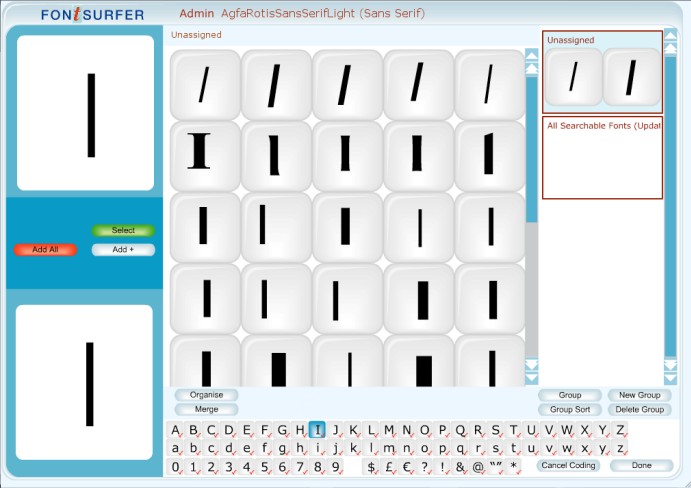 FONTSURFER
Admin AgfaRotisSansSerifLight (Sans Serif)
Unassigned
Unassigned
All Searchable Fonts (Updat
I
I
Select
Add All
Add +
/ / / / /
I I I I I
I I I I I
I I I I I
I I I I I
Organise
Merge
Group
New Group
Group Sort
Delete Group
A B C D E F G H I J K L M N O P Q R S T U V W X Y Z
a b c d e f g h i j k l m n o p q r s t u v w x y z
0 1 2 3 4 5 6 7 8 9 $ £ € ? ! & @ “” *
Cancel Coding
Done